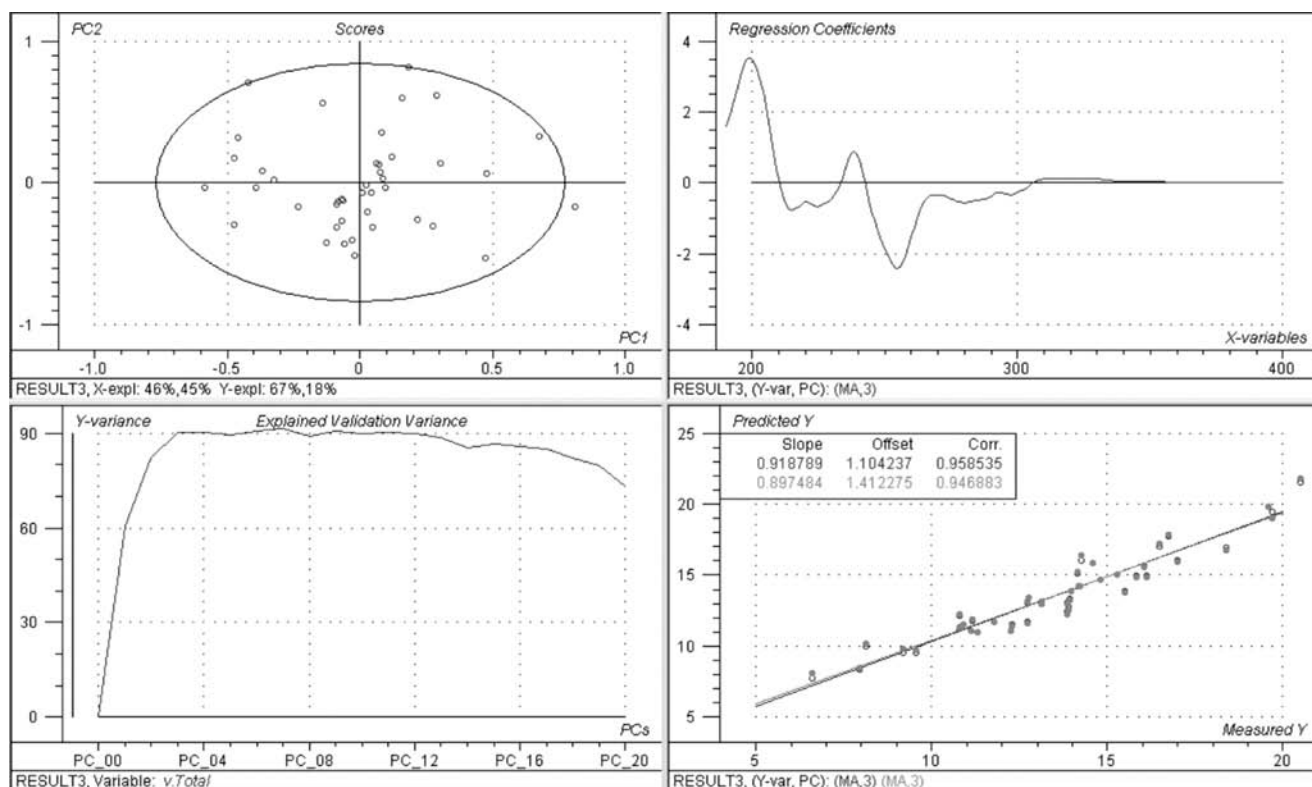 PC2 Scores
1
0
-1
PC1
-1.0 -0.5 0 0.5 1.0
RESULT3, X-expl: 46%,45% Y-expl: 67%,18%
Regression Coefficients
4
2
0
-2
-4
X-variables
200 300 400
RESULT3, (Y-var, PC): (MA,3)
Y-variance Explained Validation Variance
90
60
30
0
PCs
PC_00 PC_04 PC_08 PC_12 PC_16 PC_20
RESULT3, Variable: v.Total
Predicted Y
25
Slope Offset Corr.
0.918789 1.104237 0.958535
0.897484 1.412275 0.946883
20
15
10
5
Measured Y
5 10 15 20
RESULT3, (Y-var, PC): (MA,3) (MA,3)